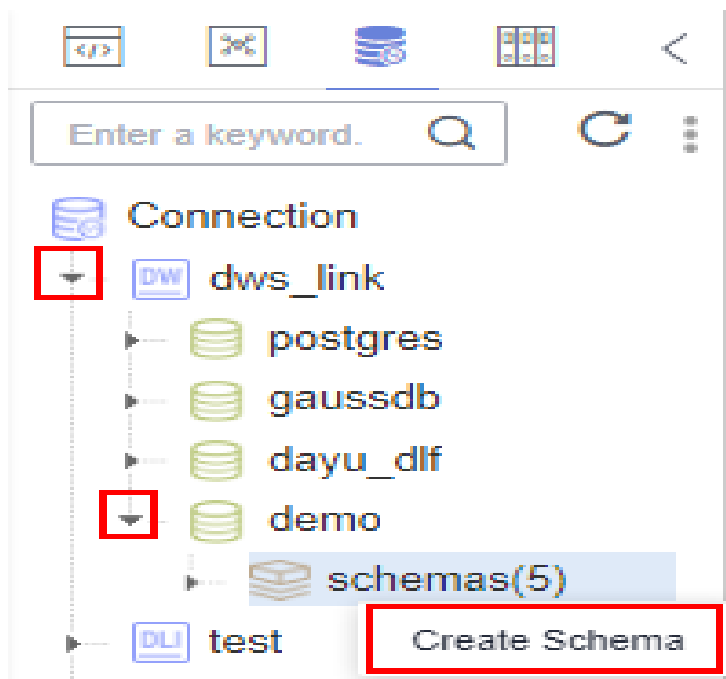 </>
Enter a keyword.
Connection
DW dws_link
postgres
gaussdb
dayu_dlf
demo
schemas(5)
DLI test Create Schema